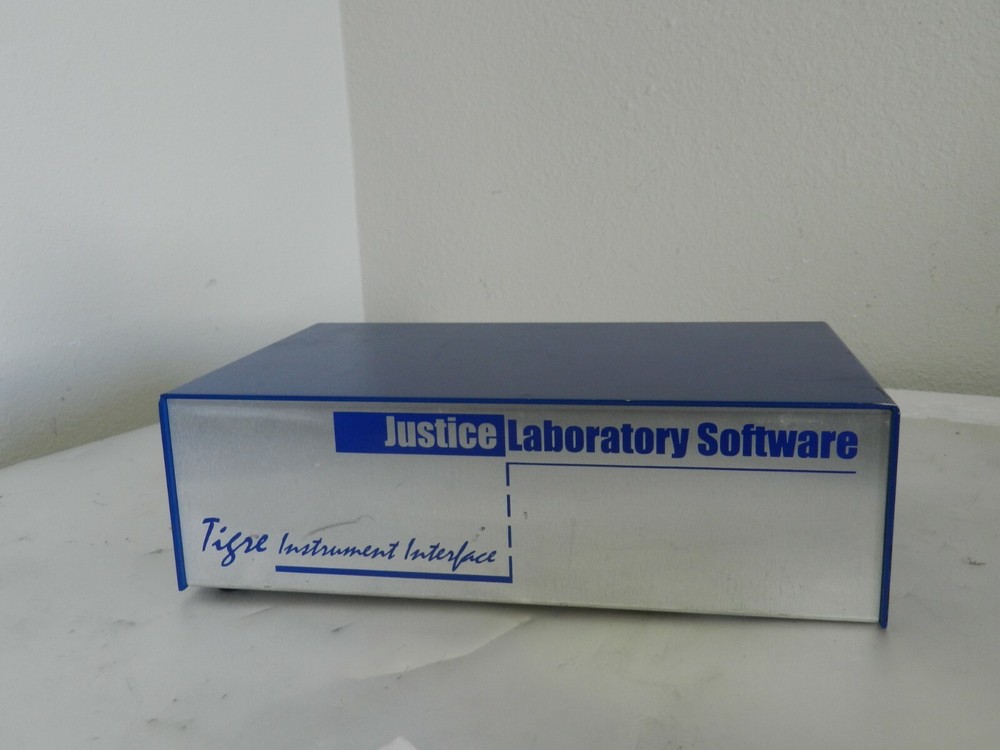 Justice Laboratory Software
Tigre Instrument Interface